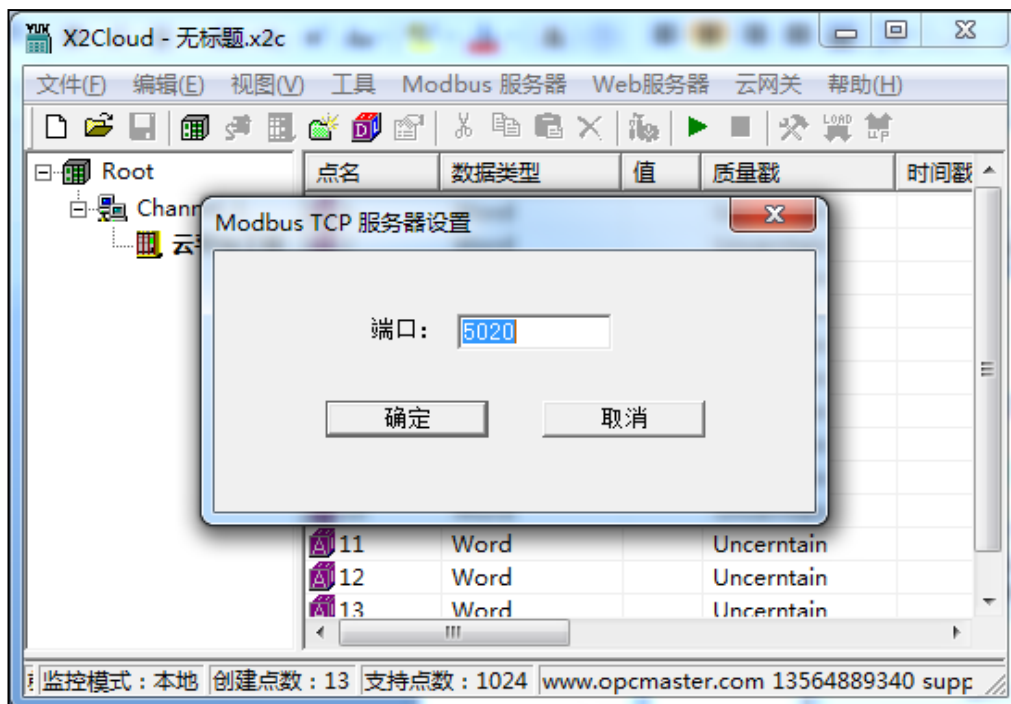 X2Cloud - 无标题.x2c
文件(F) 编辑(E) 视图(V) 工具 Modbus 服务器 Web服务器 云网关 帮助(H)
Root
Chann
点名 数据类型 值 质量戳 时间戳
Modbus TCP 服务器设置
端口：
5020
确定 取消
11 Word Uncerntain
12 Word Uncerntain
13 Word Uncerntain
监控模式：本地 创建点数：13 支持点数：1024 www.opcmaster.com 13564889340 supp